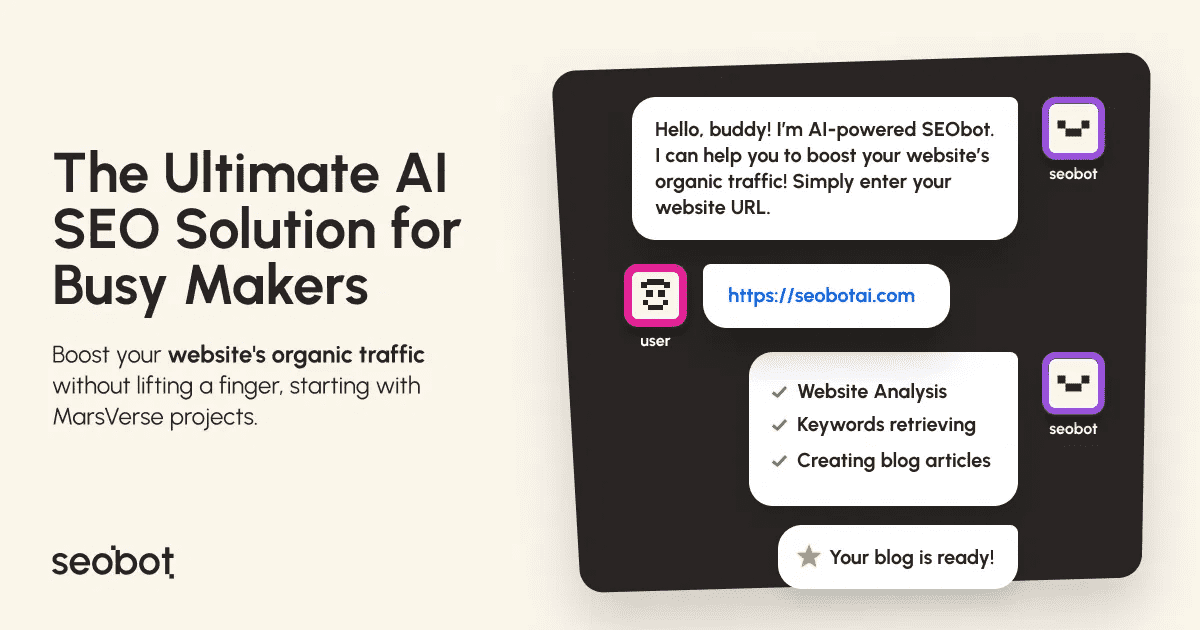 The Ultimate AI
SEO Solution for
Busy Makers
Boost your website's organic traffic
without lifting a finger, starting with
MarsVerse projects.
seobot
Hello, buddy! I'm AI-powered SEObot.
I can help you to boost your website's
organic traffic! Simply enter your
website URL.
seobot
https://seobotai.com
user
Website Analysis
Keywords retrieving
Creating blog articles
seobot
Your blog is ready!